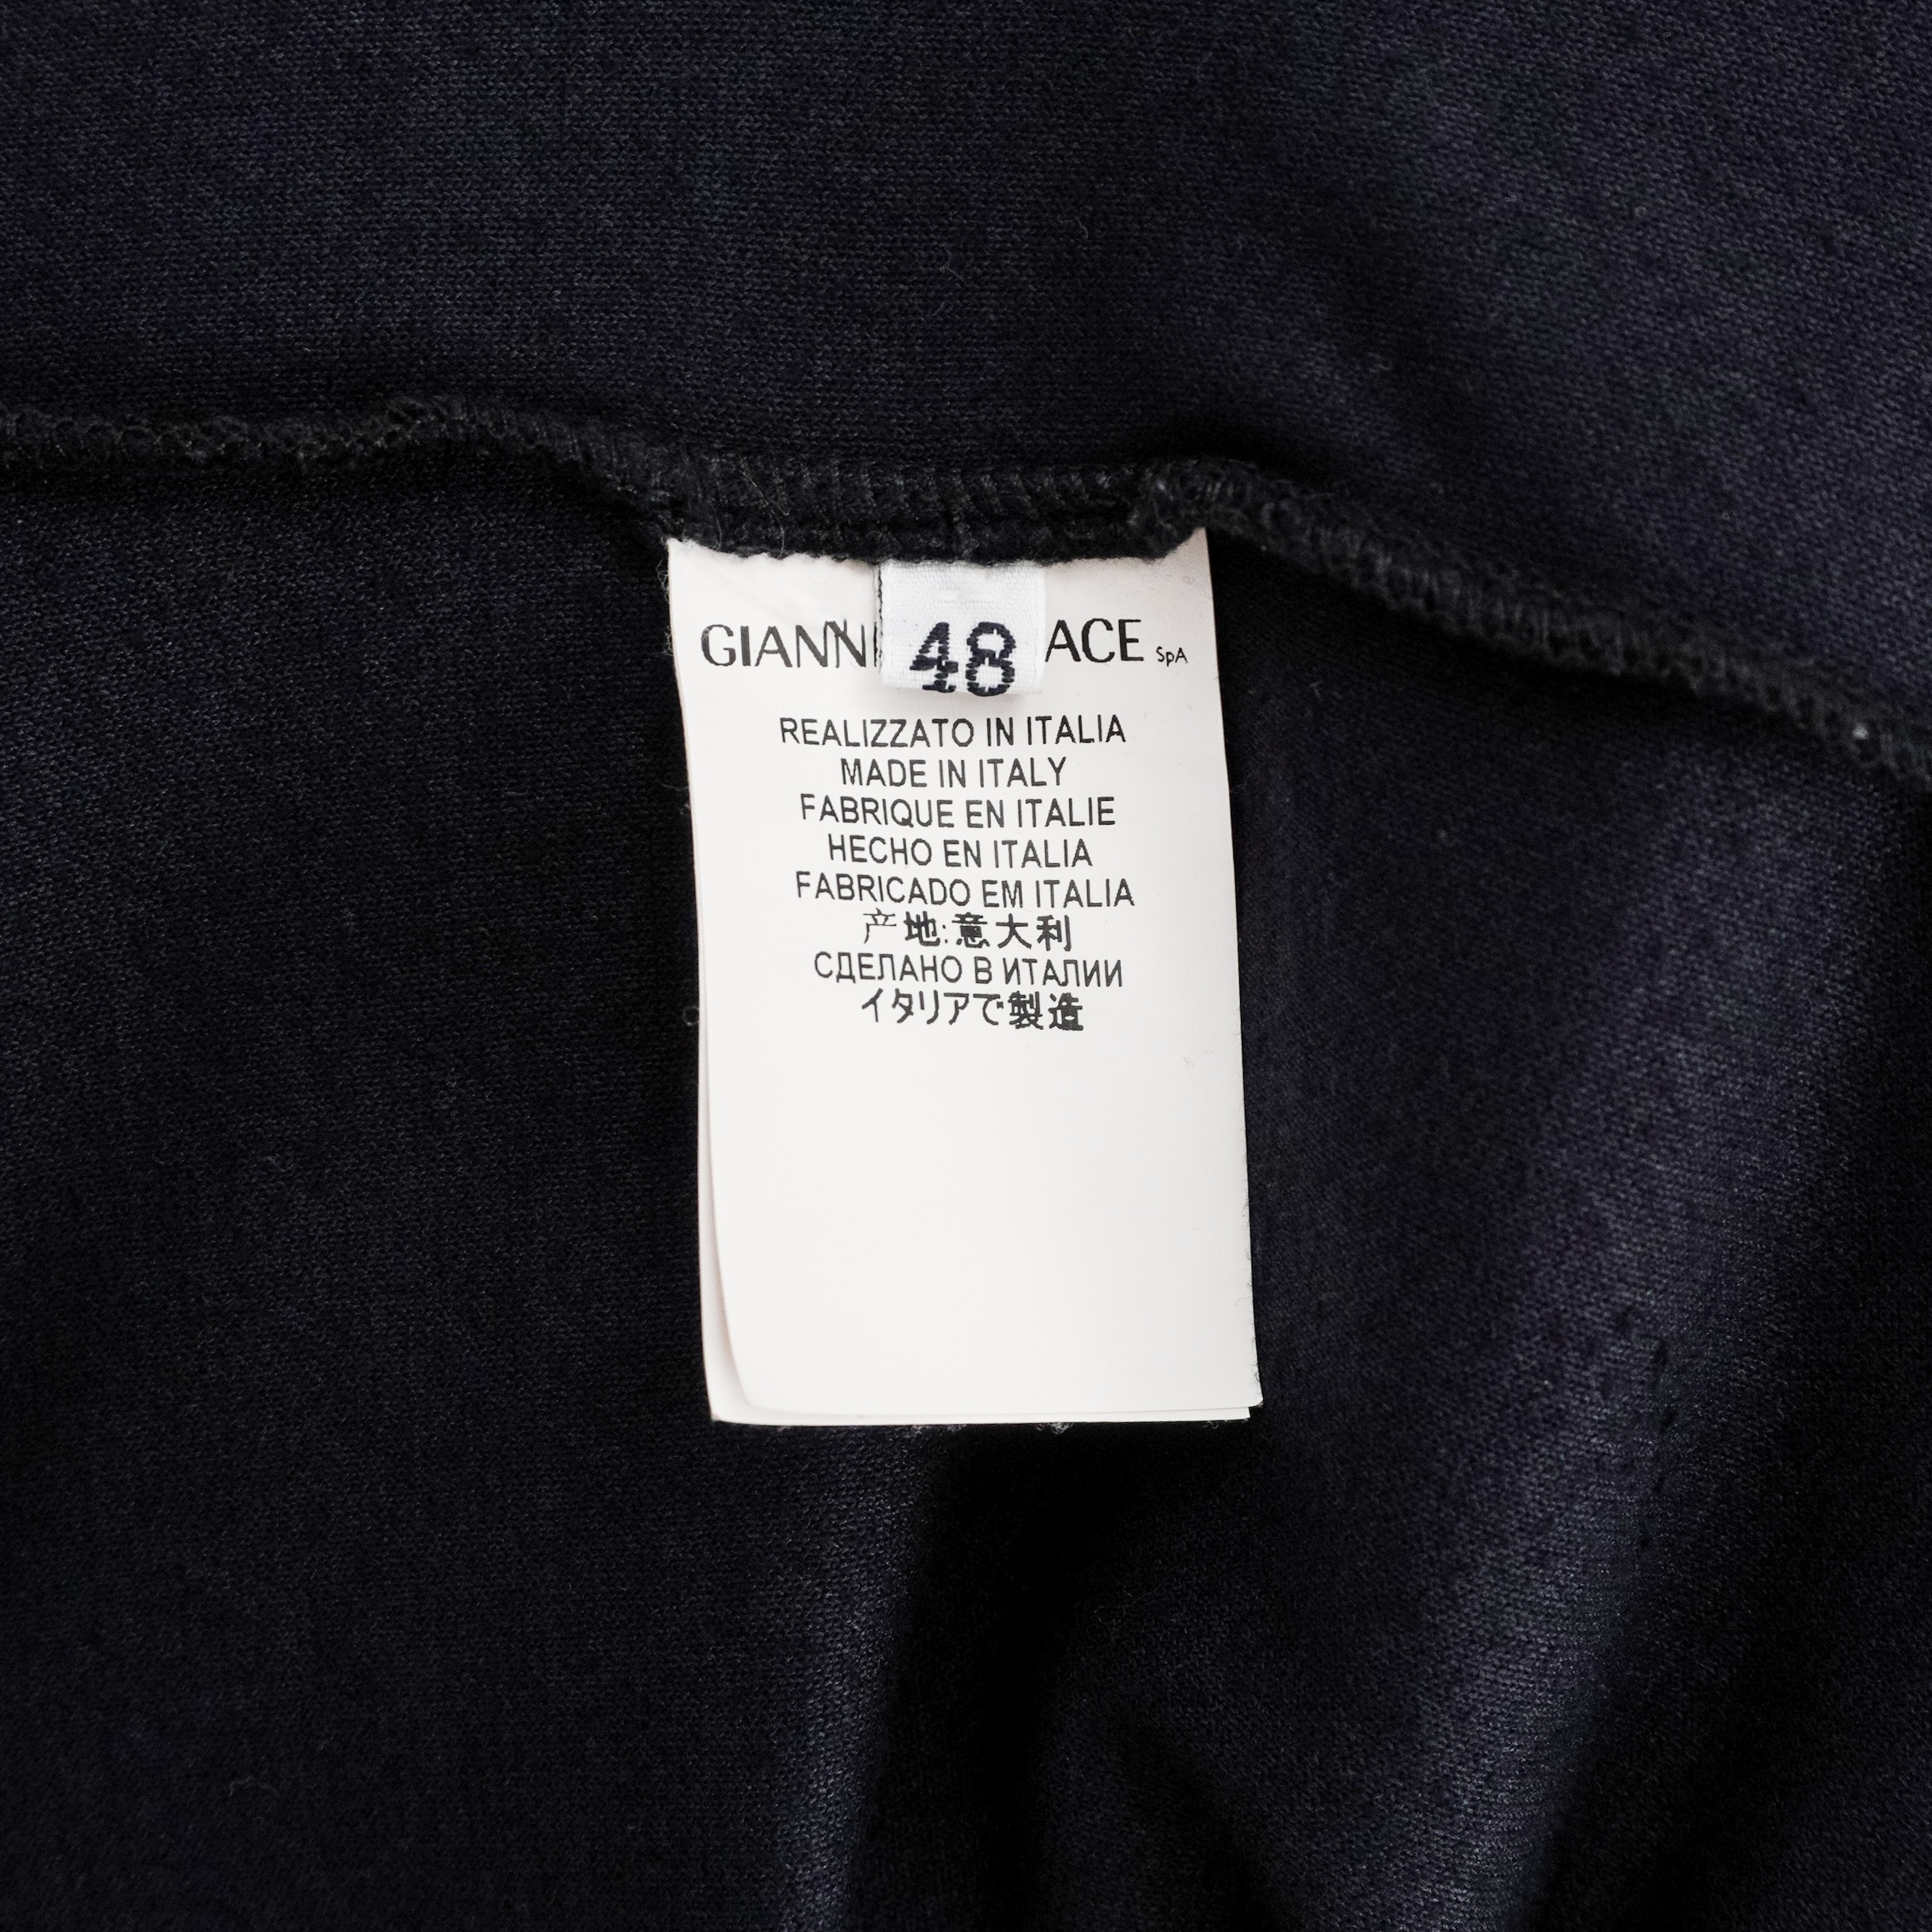 GIANNI 48 ACE SpA
REALIZZATO IN ITALIA
MADE IN ITALY
FABRIQUE EN ITALIE
HECHO EN ITALIA
FABRICADO EM ITALIA
产地:意大利
СДЕЛАНО В ИТАЛИИ
イタリアで製造